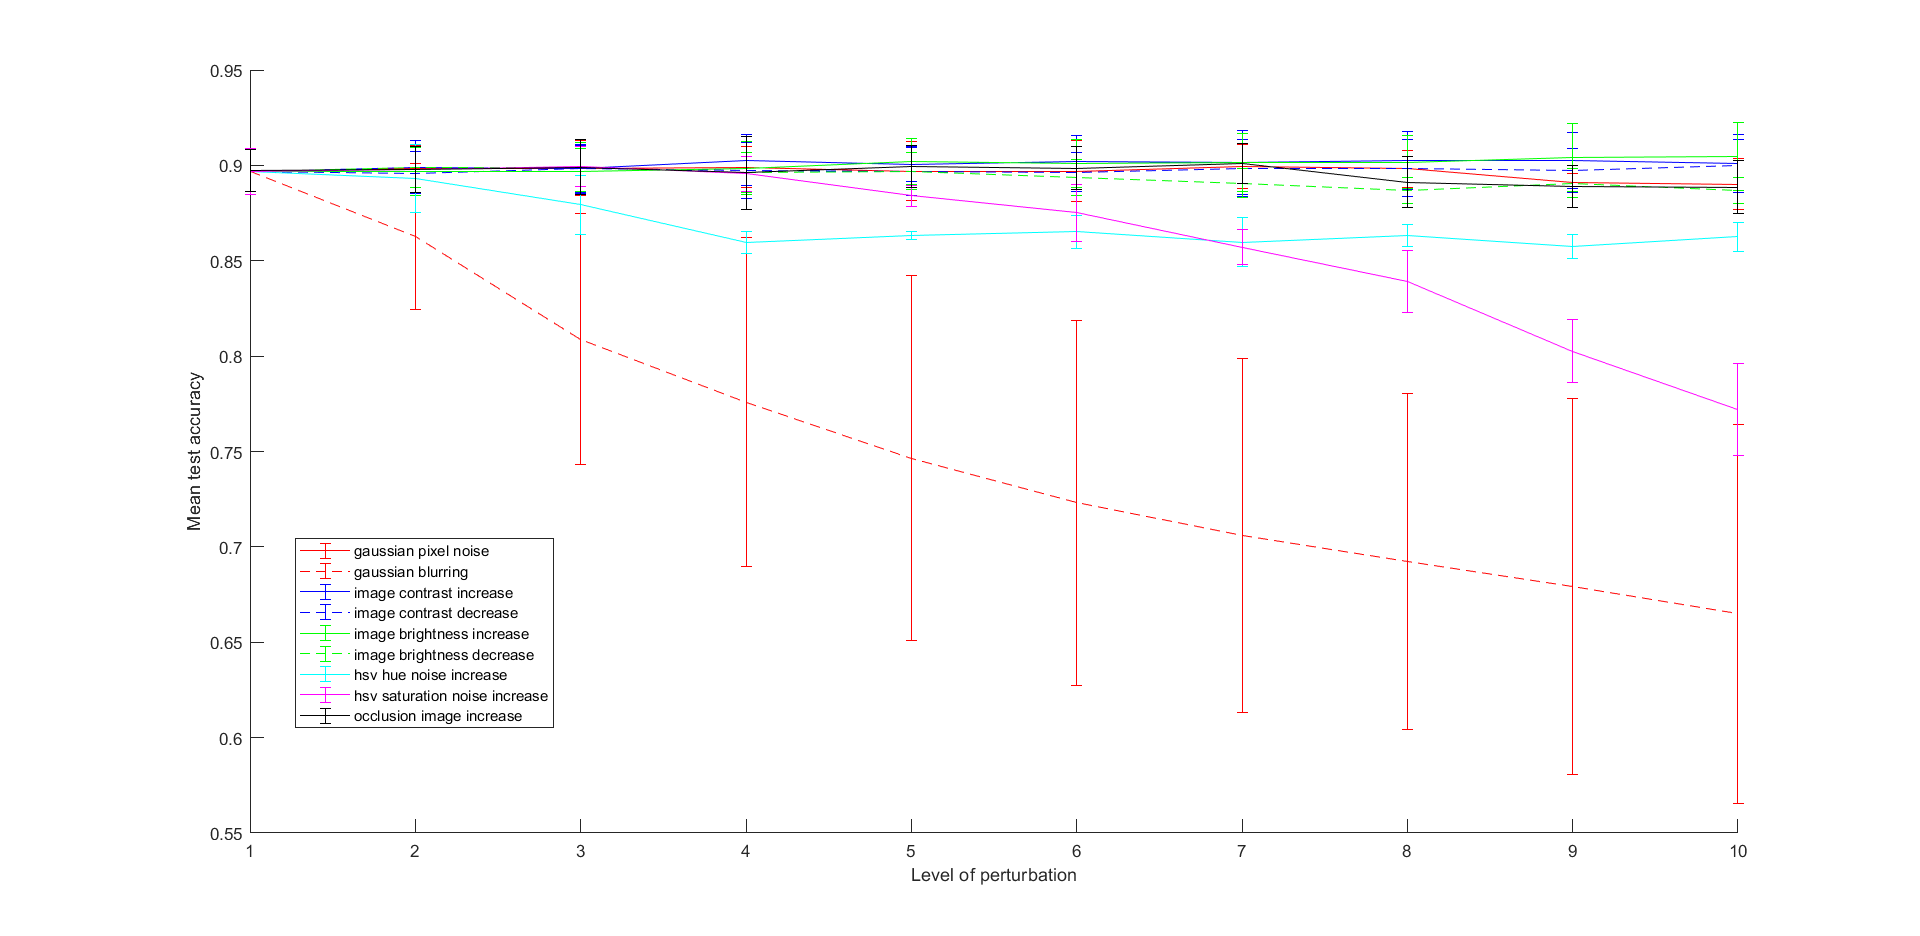 0.95
0.9
0.85
0.8
0.75
0.7
0.65
0.6
0.55
Mean test accuracy
gaussian pixel noise
gaussian blurring
image contrast increase
image contrast decrease
image brightness increase
image brightness decrease
hsv hue noise increase
hsv saturation noise increase
occlusion image increase
1 2 3 4 5 6 7 8 9 10
Level of perturbation